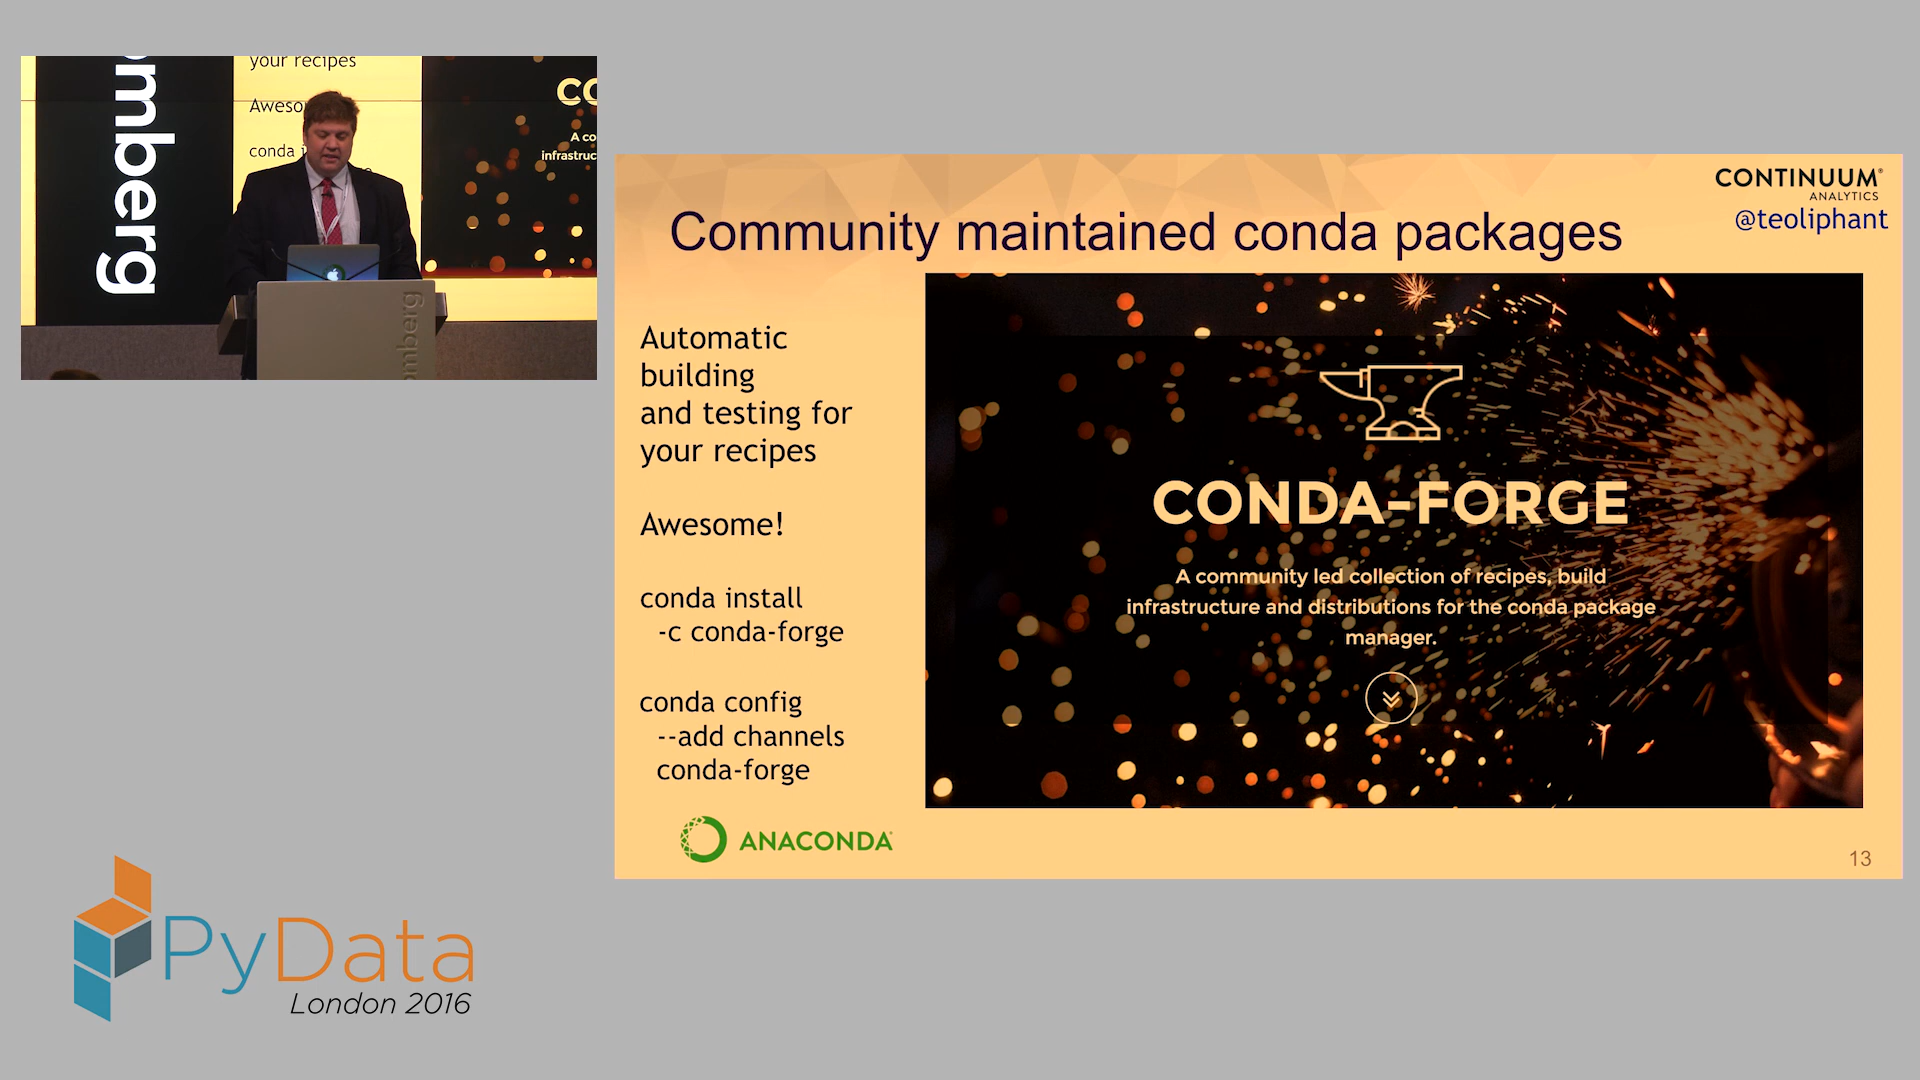 omberg
your recipes
Aweso
conda i
CO
A co
infrastruc
omberg
CONTINUUM
ANALYTICS
@teoliphant
Community maintained conda packages
Automatic
building
and testing for
your recipes
Awesome!
conda install
-c conda-forge
conda config
--add channels
conda-forge
CONDA-FORGE
A community led collection of recipes, build
infrastructure and distributions for the conda package
manager.
ANACONDA
13
PyData
London 2016